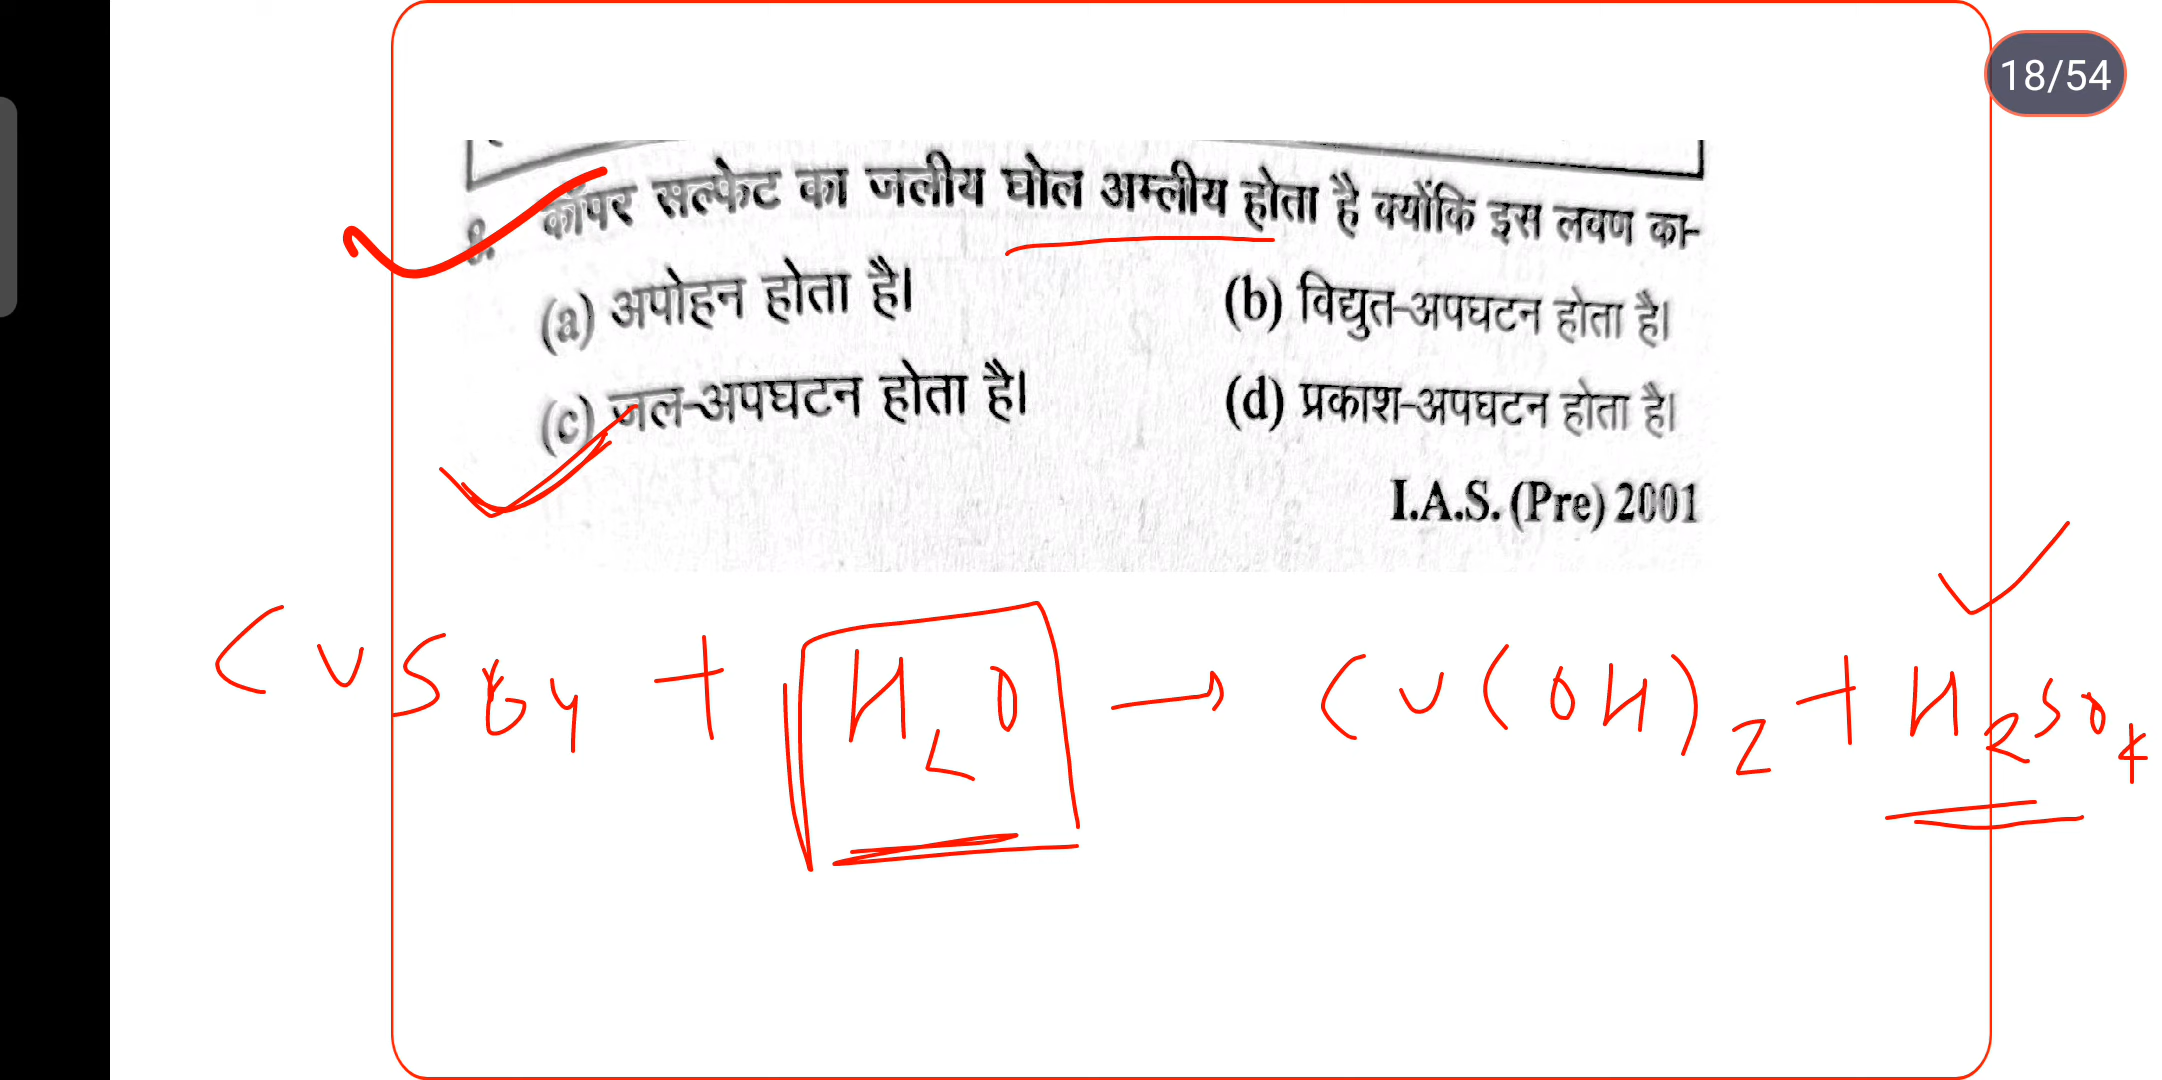 18/54
8. कॉपर सल्फेट का जलीय घोल अम्लीय होता है क्योंकि इस लवण का-
(a) अपोहन होता है। (b) विद्युत-अपघटन होता है।
(c) जल-अपघटन होता है। (d) प्रकाश-अपघटन होता है।
I.A.S. (Pre) 2001
CuSO4 + H2O → Cu(OH)2 + H2SO4